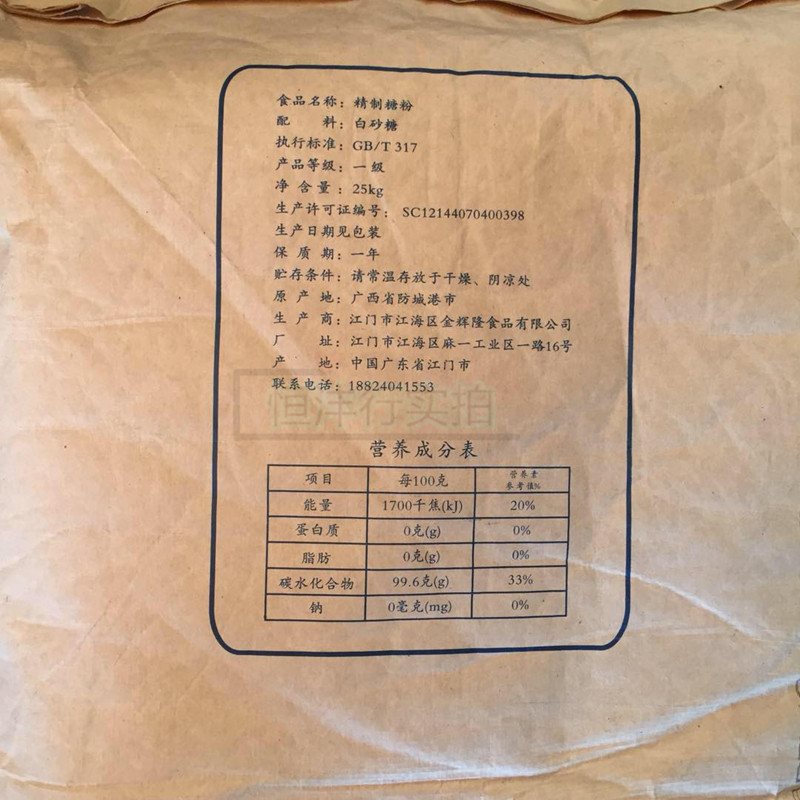 食品名称：精制糖粉
配 料：白砂糖
执行标准：GB/T 317
产品等级：一级
净 含 量：25kg
生产许可证编号： SC12144070400398
生产日期见包装
保 质 期：一年
贮存条件：请常温存放于干燥、阴凉处
原 产 地：广西省防城港市
生 产 商：江门市江海区金辉隆食品有限公司
厂 址：江门市江海区麻一工业区一路16号
产 地：中国广东省江门市
联系电话：18824041553
恒洋行实拍
营养成分表
项目 每100克 营养素参考值%
能量 1700千焦(kJ) 20%
蛋白质 0克(g) 0%
脂肪 0克(g) 0%
碳水化合物 99.6克(g) 33%
钠 0毫克(mg) 0%